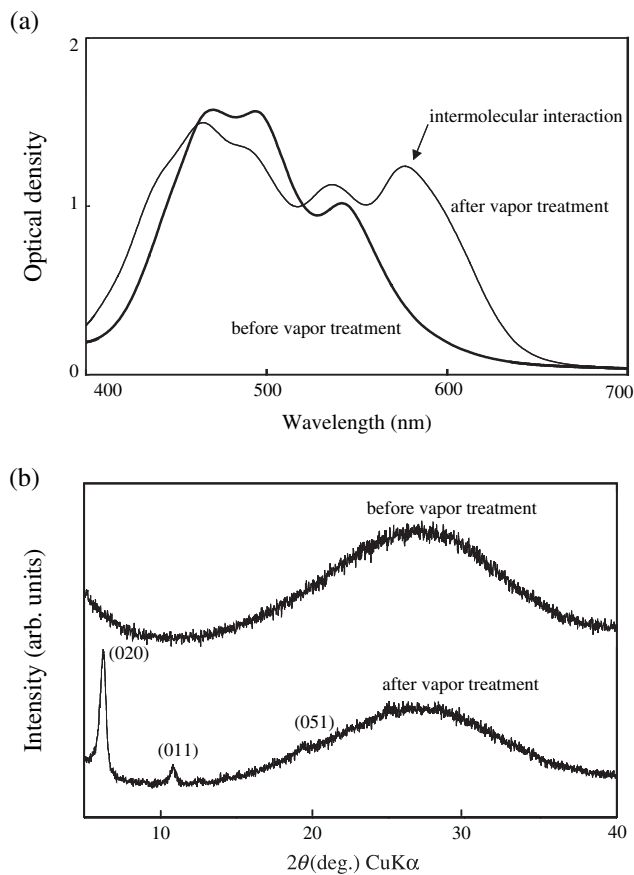 (a)
2
intermolecular interaction
Optical density
1
after vapor treatment
before vapor treatment
0
400
500
600
700
Wavelength (nm)
(b)
before vapor treatment
Intensity (arb. units)
(020)
after vapor treatment
(051)
(011)
10
20
30
40
2θ(deg.) CuKα